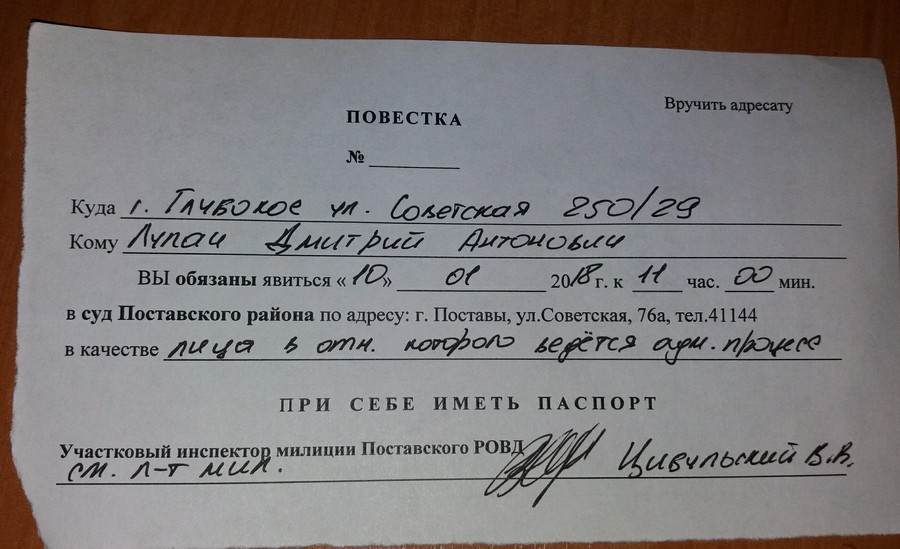 Вручить адресату
ПОВЕСТКА
№
Куда г. Глубокое ул. Советская 250/29
Кому Лупач Дмитрий Антонович
ВЫ обязаны явиться «10» 01 2018 г. к 11 час. 00 мин.
в суд Поставского района по адресу: г. Поставы, ул.Советская, 76а, тел.41144
в качестве лица в отн. которого ведётся адм. процесс
ПРИ СЕБЕ ИМЕТЬ ПАСПОРТ
Участковый инспектор милиции Поставского РОВД
ст. л-т мил. Цивульский В.В.